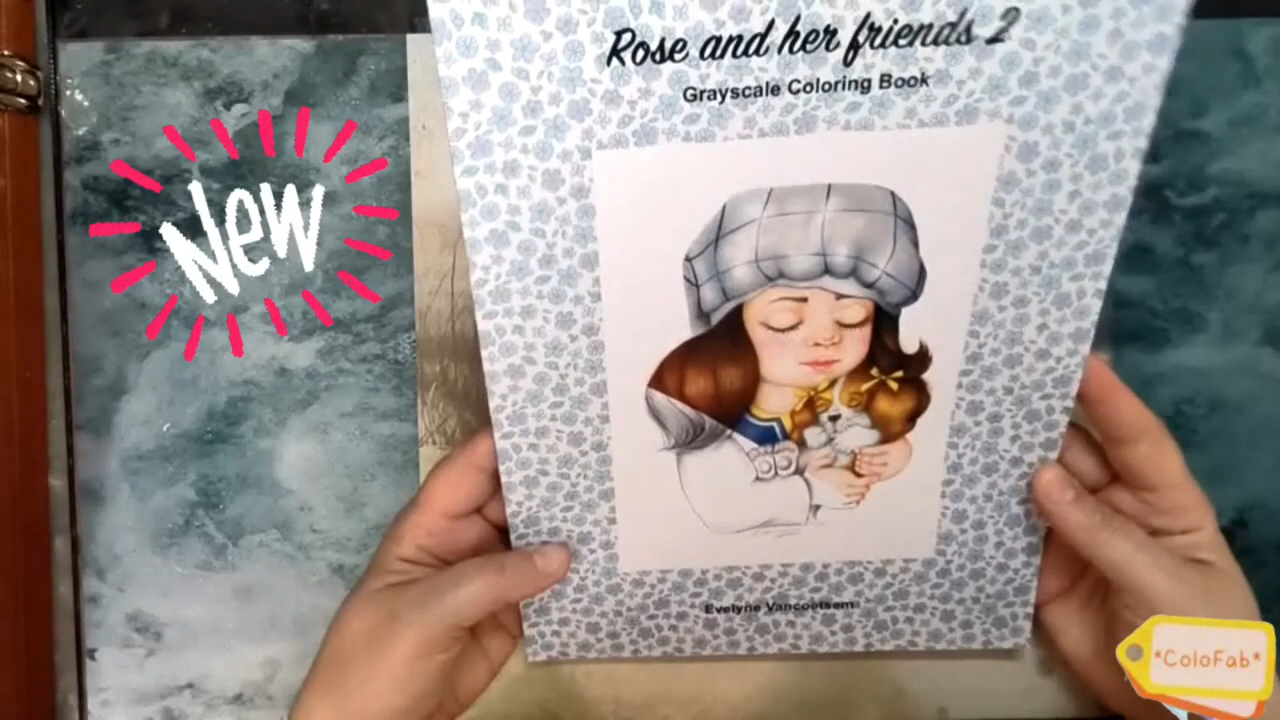 Rose and her friends 2
Grayscale Coloring Book
New
Evelyne Vancoetsem
*ColoFab*